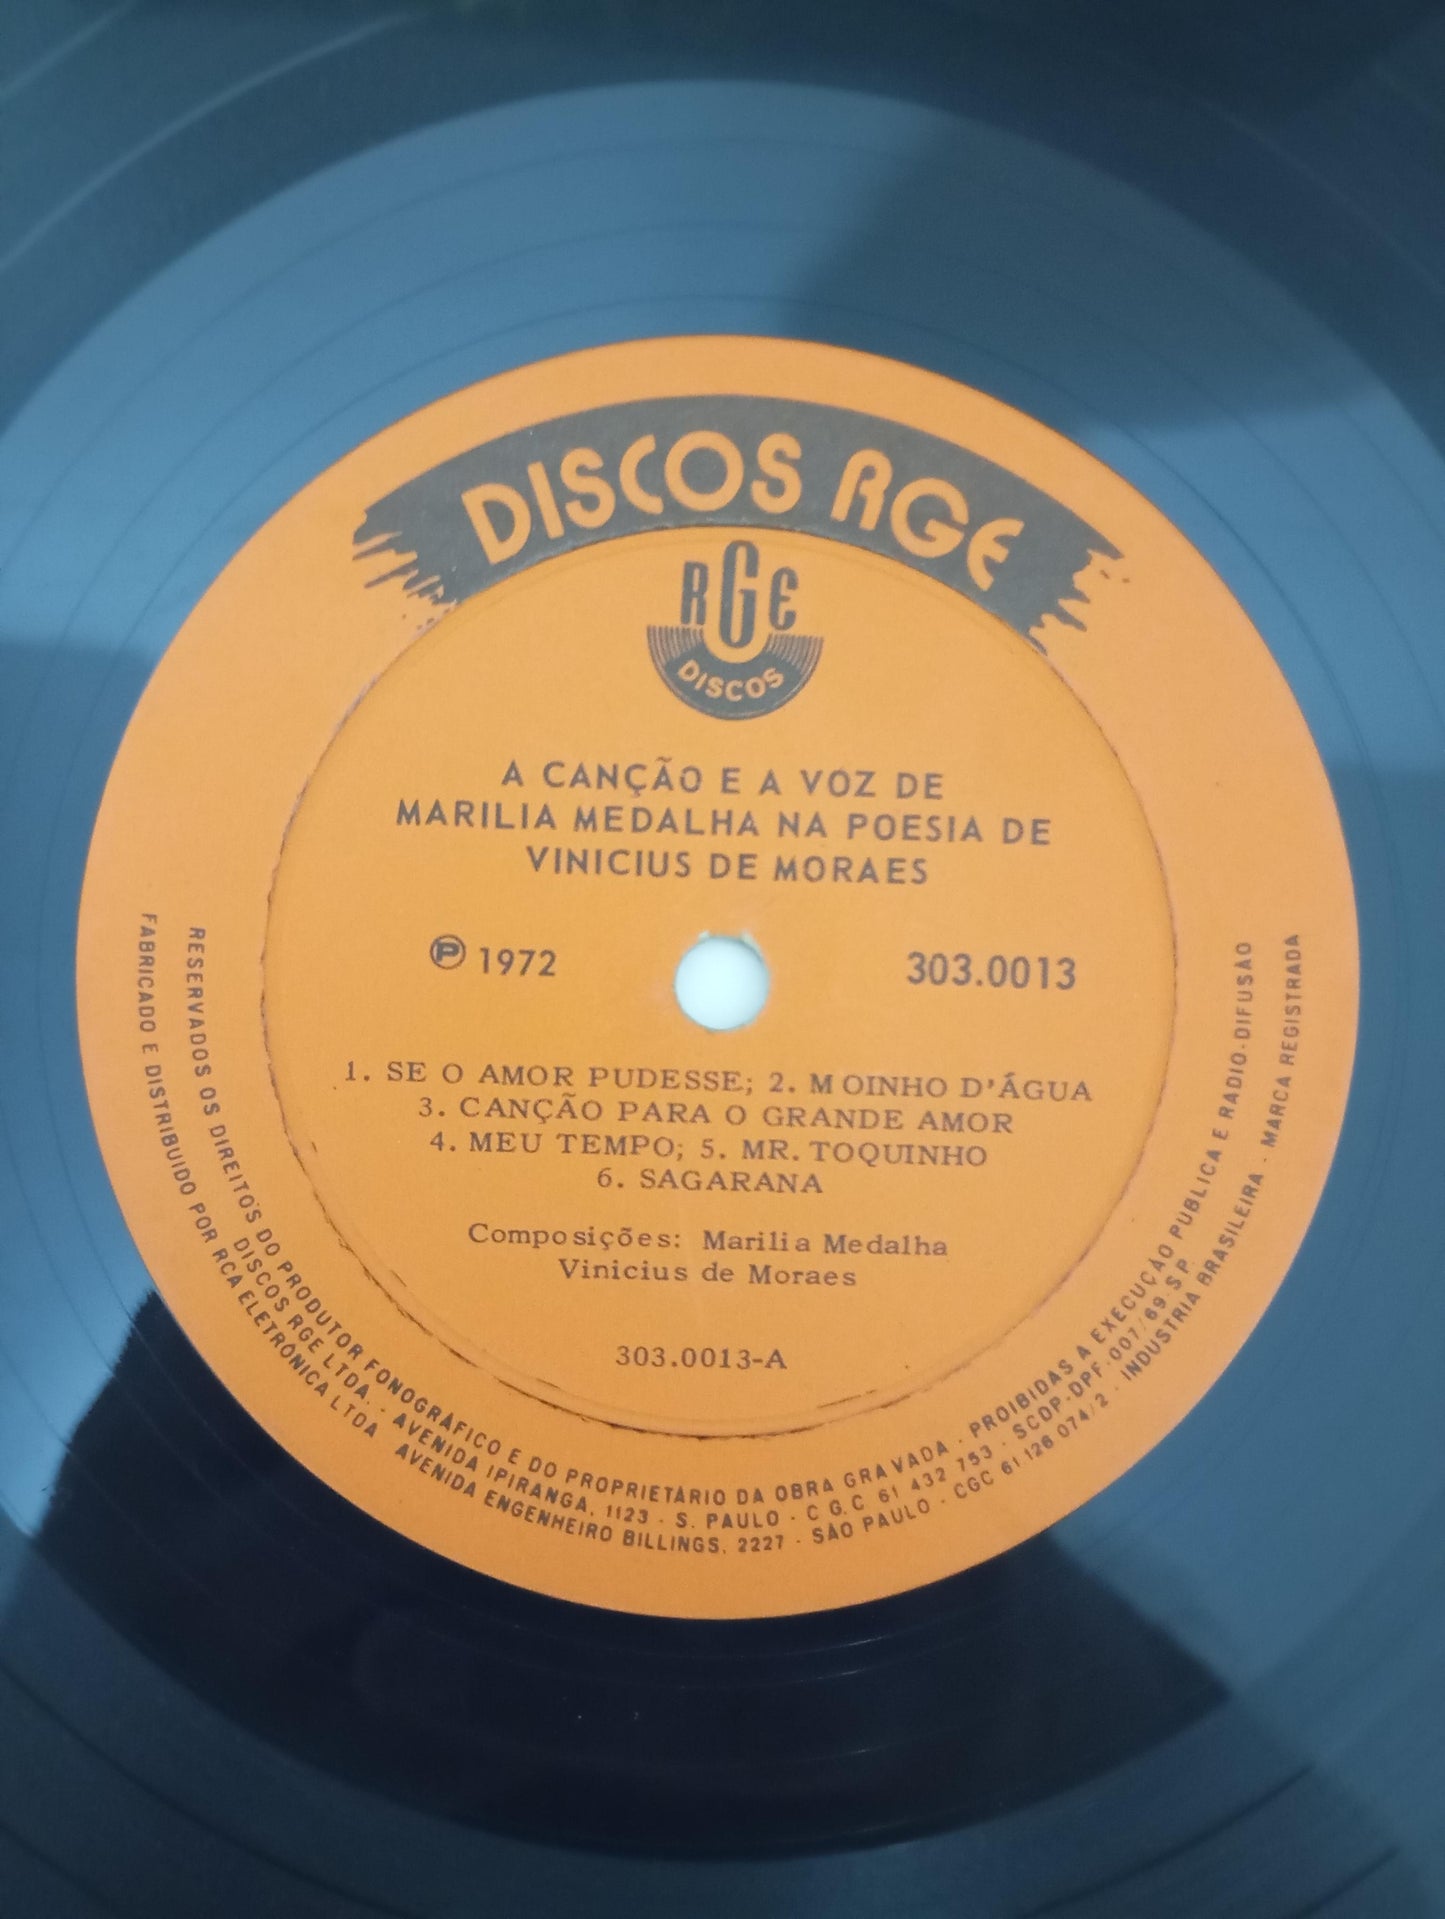 DISCOS RGE
RGE
DISCOS
A CANÇÃO E A VOZ DE
MARILIA MEDALHA NA POESIA DE
VINICIUS DE MORAES
Ⓟ 1972
303.0013
1. SE O AMOR PUDESSE; 2. MOINHO D'ÁGUA
3. CANÇÃO PARA O GRANDE AMOR
4. MEU TEMPO; 5. MR. TOQUINHO
6. SAGARANA
Composições: Marilia Medalha
Vinicius de Moraes
303.0013-A
RESERVADOS OS DIREITOS DO PRODUTOR FONOGRÁFICO E DO PROPRIETÁRIO DA OBRA GRAVADA · PROIBIDAS A EXECUÇÃO PUBLICA E RADIO-DIFUSÃO
DISCOS RGE LTDA. - AVENIDA IPIRANGA, 1123 · S. PAULO · C G.C. 61 432 753 · SCDP-DPF. 007/69-S P.
FABRICADO E DISTRIBUIDO POR RCA ELETRÔNICA LTDA AVENIDA ENGENHEIRO BILLINGS, 2227 · SÃO PAULO · CGC 61 126 074/2 · INDUSTRIA BRASILEIRA · MARCA REGISTRADA